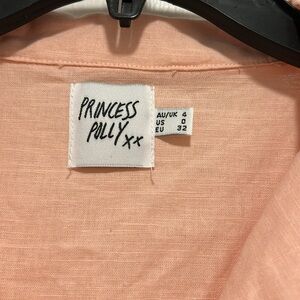 PRINCESS
POLLY xx
AU/UK 4
US 0
EU 32